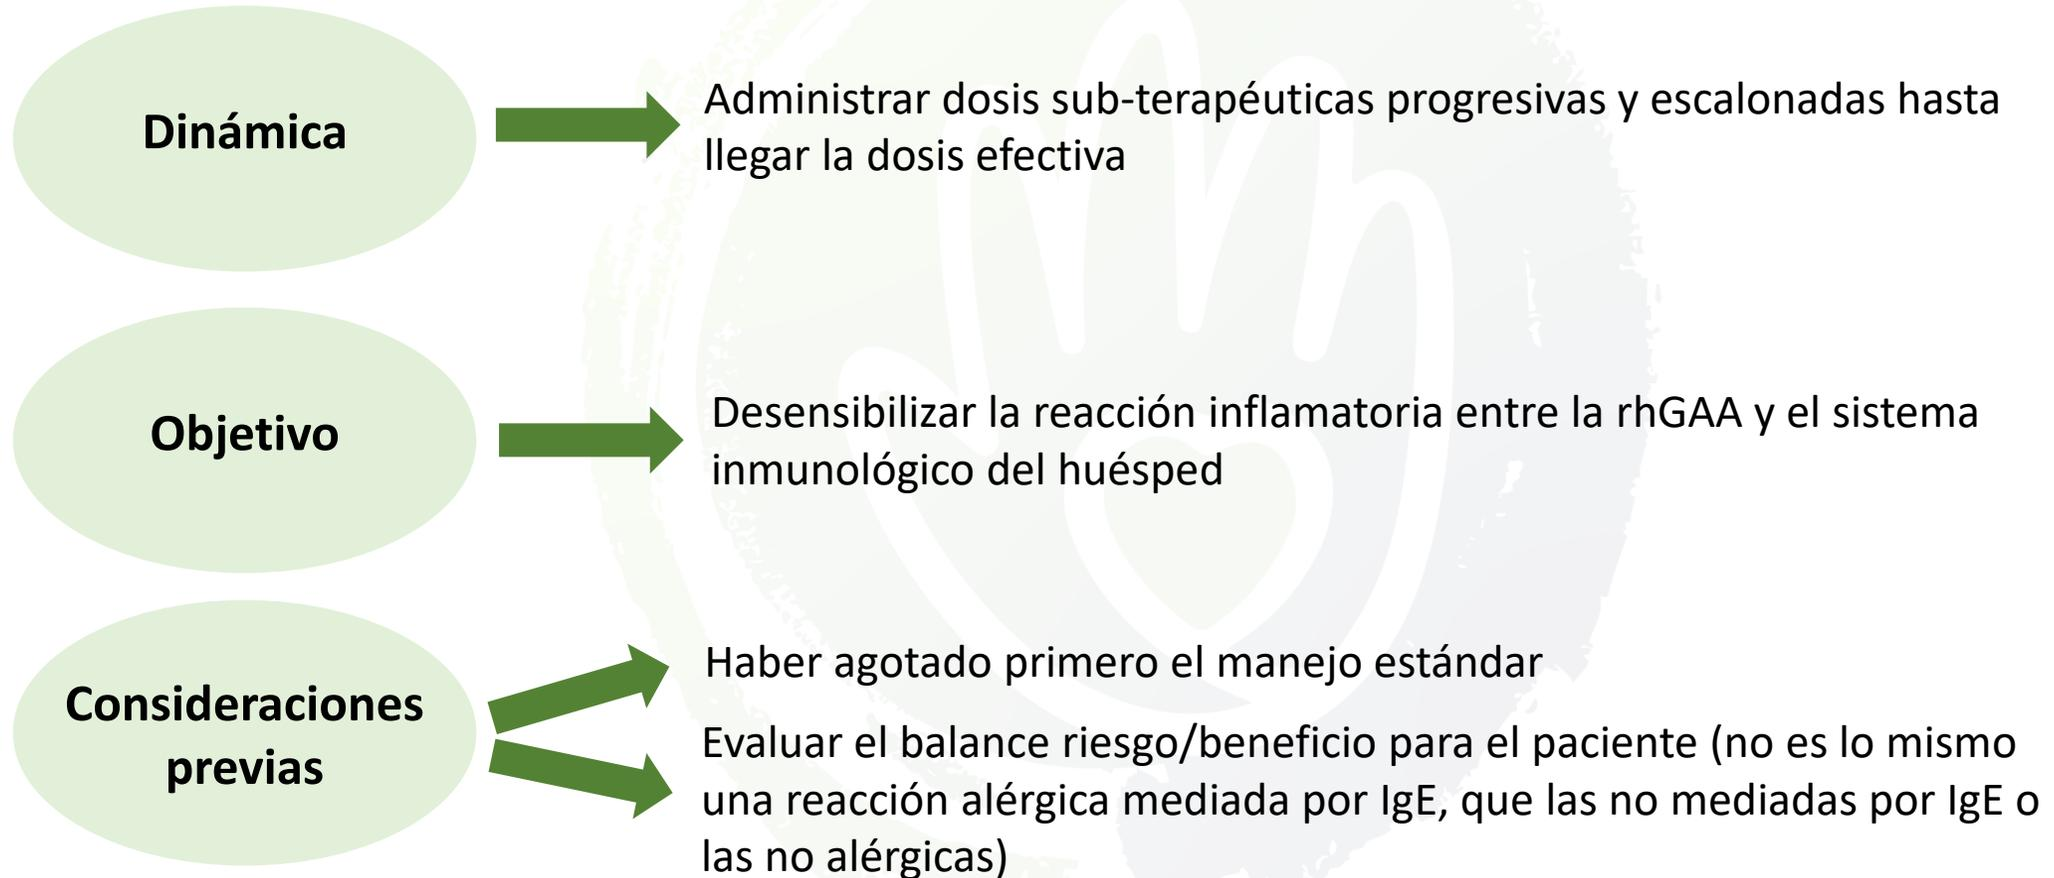 Dinámica
Administrar dosis sub-terapéuticas progresivas y escalonadas hasta
llegar la dosis efectiva
Objetivo
Desensibilizar la reacción inflamatoria entre la rhGAA y el sistema
inmunológico del huésped
Consideraciones
previas
Haber agotado primero el manejo estándar
Evaluar el balance riesgo/beneficio para el paciente (no es lo mismo
una reacción alérgica mediada por IgE, que las no mediadas por IgE o
las no alérgicas)